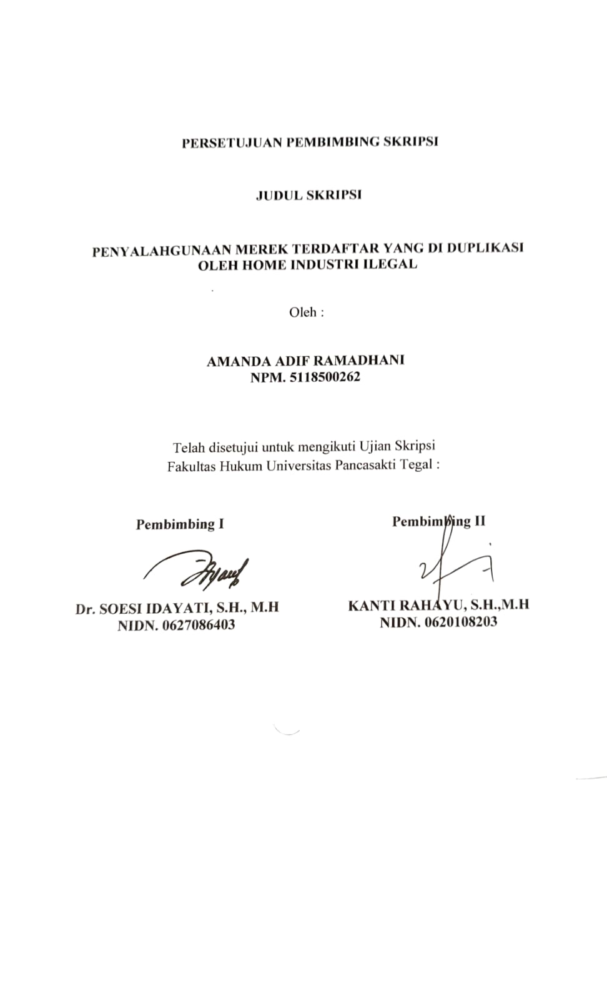 PERSETUJUAN PEMBIMBING SKRIPSI
JUDUL SKRIPSI
PENYALAHGUNAAN MEREK TERDAFTAR YANG DI DUPLIKASI
OLEH HOME INDUSTRI ILEGAL
Oleh :
AMANDA ADIF RAMADHANI
NPM. 5118500262
Telah disetujui untuk mengikuti Ujian Skripsi
Fakultas Hukum Universitas Pancasakti Tegal :
Pembimbing I
Dr. SOESI IDAYATI, S.H., M.H
NIDN. 0627086403
Pembimbing II
KANTI RAHAYU, S.H.,M.H
NIDN. 0620108203